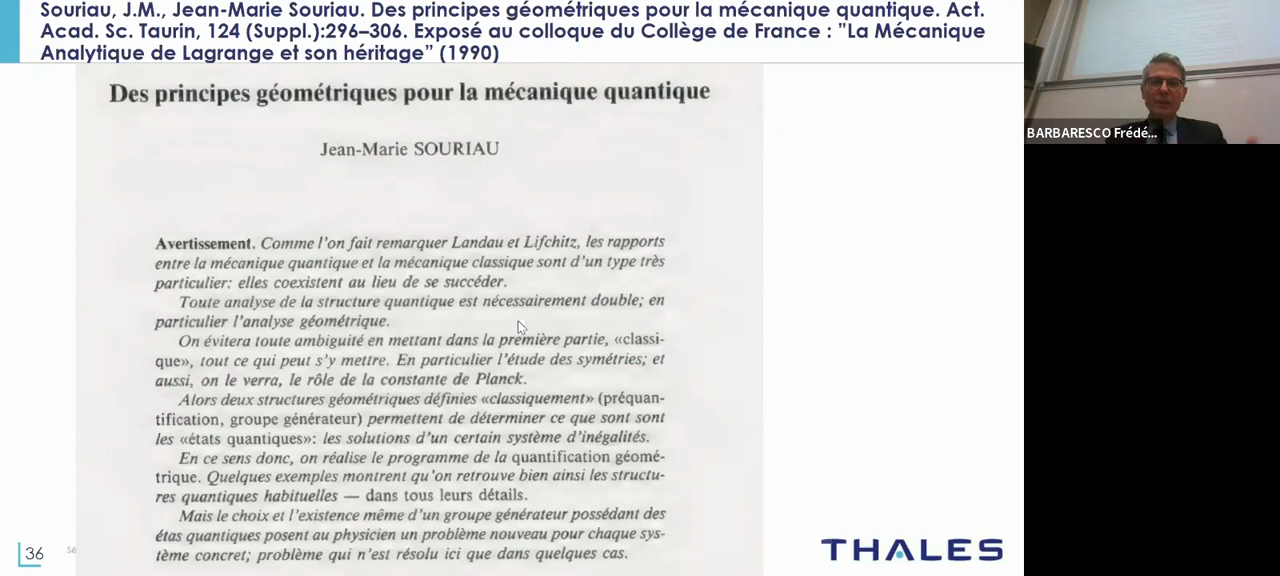 Souriau, J.M., Jean-Marie Souriau. Des principes géométriques pour la mécanique quantique. Act.
Acad. Sc. Taurin, 124 (Suppl.):296–306. Exposé au colloque du Collège de France : ”La Mécanique
Analytique de Lagrange et son héritage” (1990)
BARBARESCO Frédé...
Des principes géométriques pour la mécanique quantique
Jean-Marie SOURIAU
Avertissement. Comme l'on fait remarquer Landau et Lifchitz, les rapports
entre la mécanique quantique et la mécanique classique sont d'un type très
particulier: elles coexistent au lieu de se succéder.
Toute analyse de la structure quantique est nécessairement double; en
particulier l'analyse géométrique.
On évitera toute ambiguité en mettant dans la première partie, «classi-
que», tout ce qui peut s'y mettre. En particulier l'étude des symétries; et
aussi, on le verra, le rôle de la constante de Planck.
Alors deux structures géométriques définies «classiquement» (préquan-
tification, groupe générateur) permettent de déterminer ce que sont sont
les «états quantiques»: les solutions d'un certain système d'inégalités.
En ce sens donc, on réalise le programme de la quantification géomé-
trique. Quelques exemples montrent qu'on retrouve bien ainsi les structu-
res quantiques habituelles — dans tous leurs détails.
Mais le choix et l'existence même d'un groupe générateur possédant des
étas quantiques posent au physicien un problème nouveau pour chaque sys-
tème concret; problème qui n'est résolu ici que dans quelques cas.
36
Sé
THALES